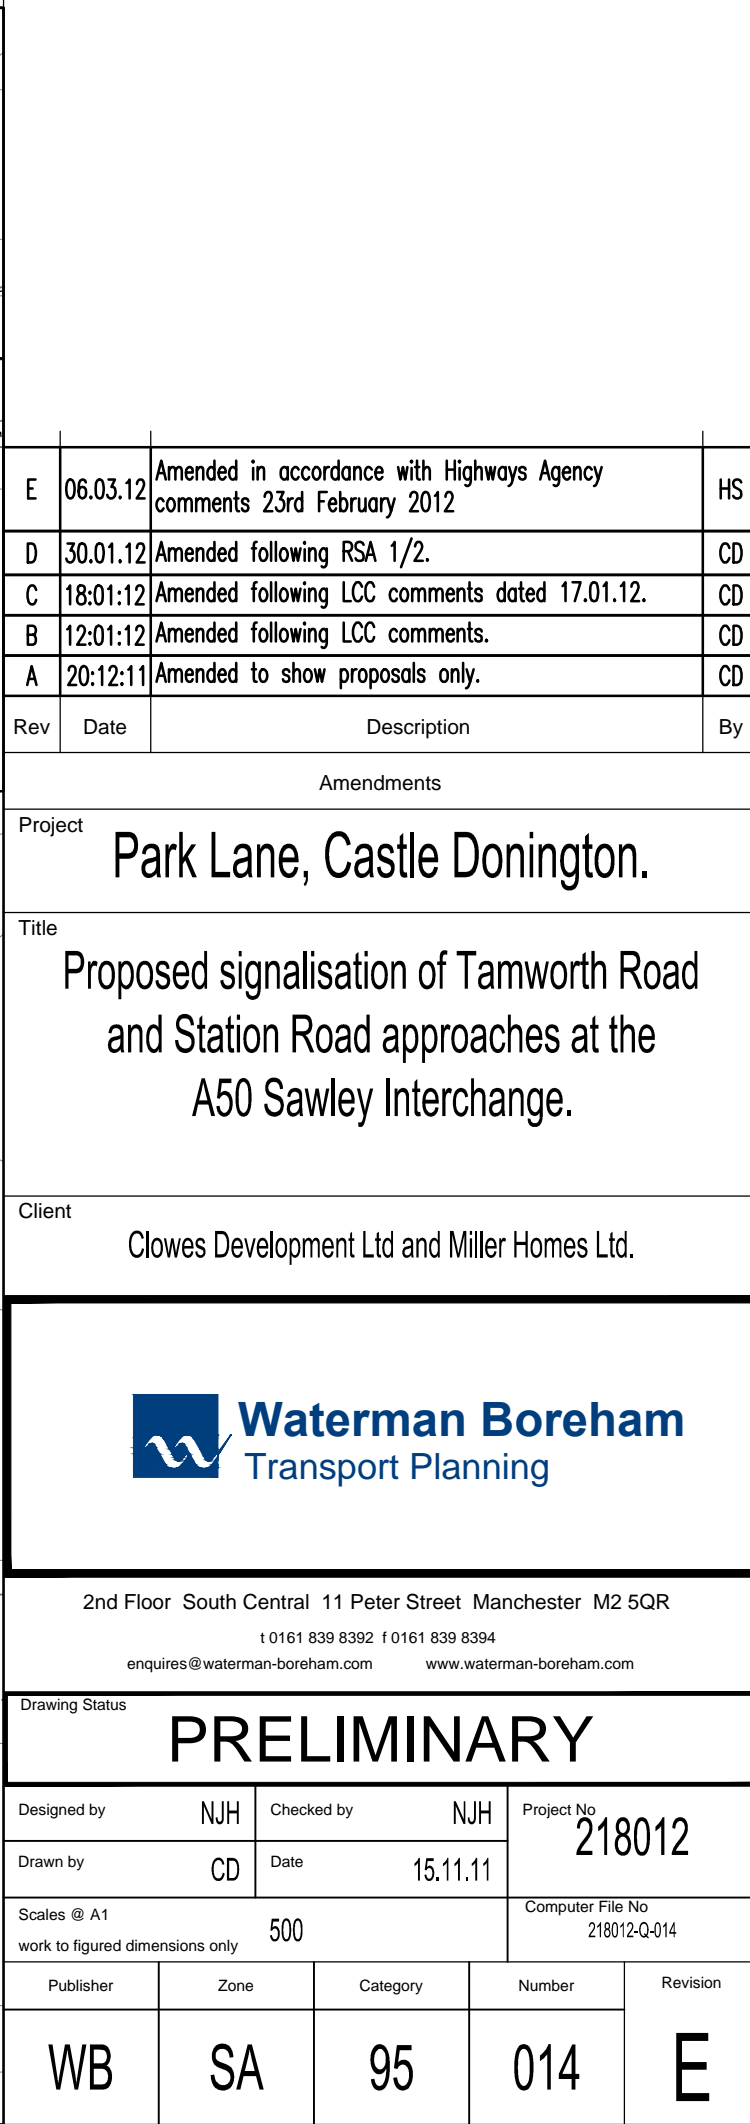 E 06.03.12 Amended in accordance with Highways Agency
comments 23rd February 2012 HS
D 30.01.12 Amended following RSA 1/2. CD
C 18:01:12 Amended following LCC comments dated 17.01.12. CD
B 12:01:12 Amended following LCC comments. CD
A 20:12:11 Amended to show proposals only. CD
Rev Date Description By
Amendments
Project
Park Lane, Castle Donington.
Title
Proposed signalisation of Tamworth Road
and Station Road approaches at the
A50 Sawley Interchange.
Client
Clowes Development Ltd and Miller Homes Ltd.
Waterman Boreham
Transport Planning
2nd Floor South Central 11 Peter Street Manchester M2 5QR
t 0161 839 8392 f 0161 839 8394
enquires@waterman-boreham.com www.waterman-boreham.com
Drawing Status
PRELIMINARY
Designed by NJH Checked by NJH Project No
218012
Drawn by CD Date 15.11.11
Scales @ A1 Computer File No
500 218012-Q-014
work to figured dimensions only
Publisher Zone Category Number Revision
WB SA 95 014 E